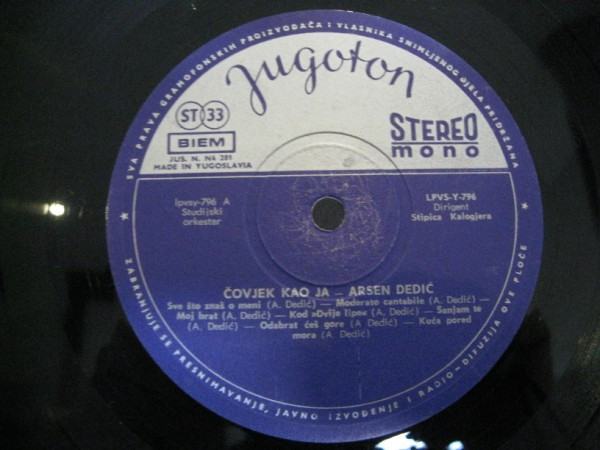 SVA PRAVA GRAMOFONSKIH PROIZVOĐAČA I VLASNIKA SNIMLJENOG DJELA PRIDRŽANA
Jugoton
ST 33
BIEM
JUS. N. N4 281
MADE IN YUGOSLAVIA
STEREO
mono
lpvsy-796 A
Studijski
orkestar
LPVS-Y-796
Dirigent
Stipica Kalogjera
ČOVJEK KAO JA — ARSEN DEDIĆ
Sve što znaš o meni (A. Dedić) — Moderato cantabile (A. Dedić) —
Moj brat (A. Dedić) — Kod »Dvije lipe« (A. Dedić) — Sanjam te
(A. Dedić) — Odabrat ćeš gore (A. Dedić) — Kuća pored
mora (A. Dedić)
ZABRANJUJE SE PRESNIMAVANJE, JAVNO IZVOĐENJE I RADIO-DIFUZIJA OVE PLOČE